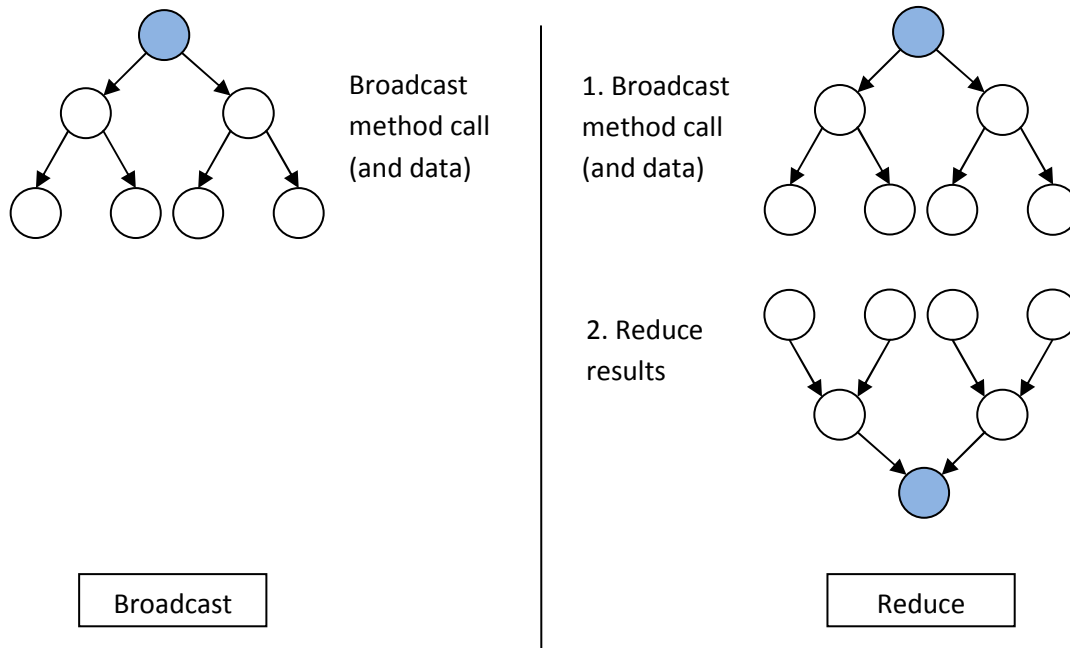 Broadcast
method call
(and data)
Broadcast
1. Broadcast
method call
(and data)
2. Reduce
results
Reduce